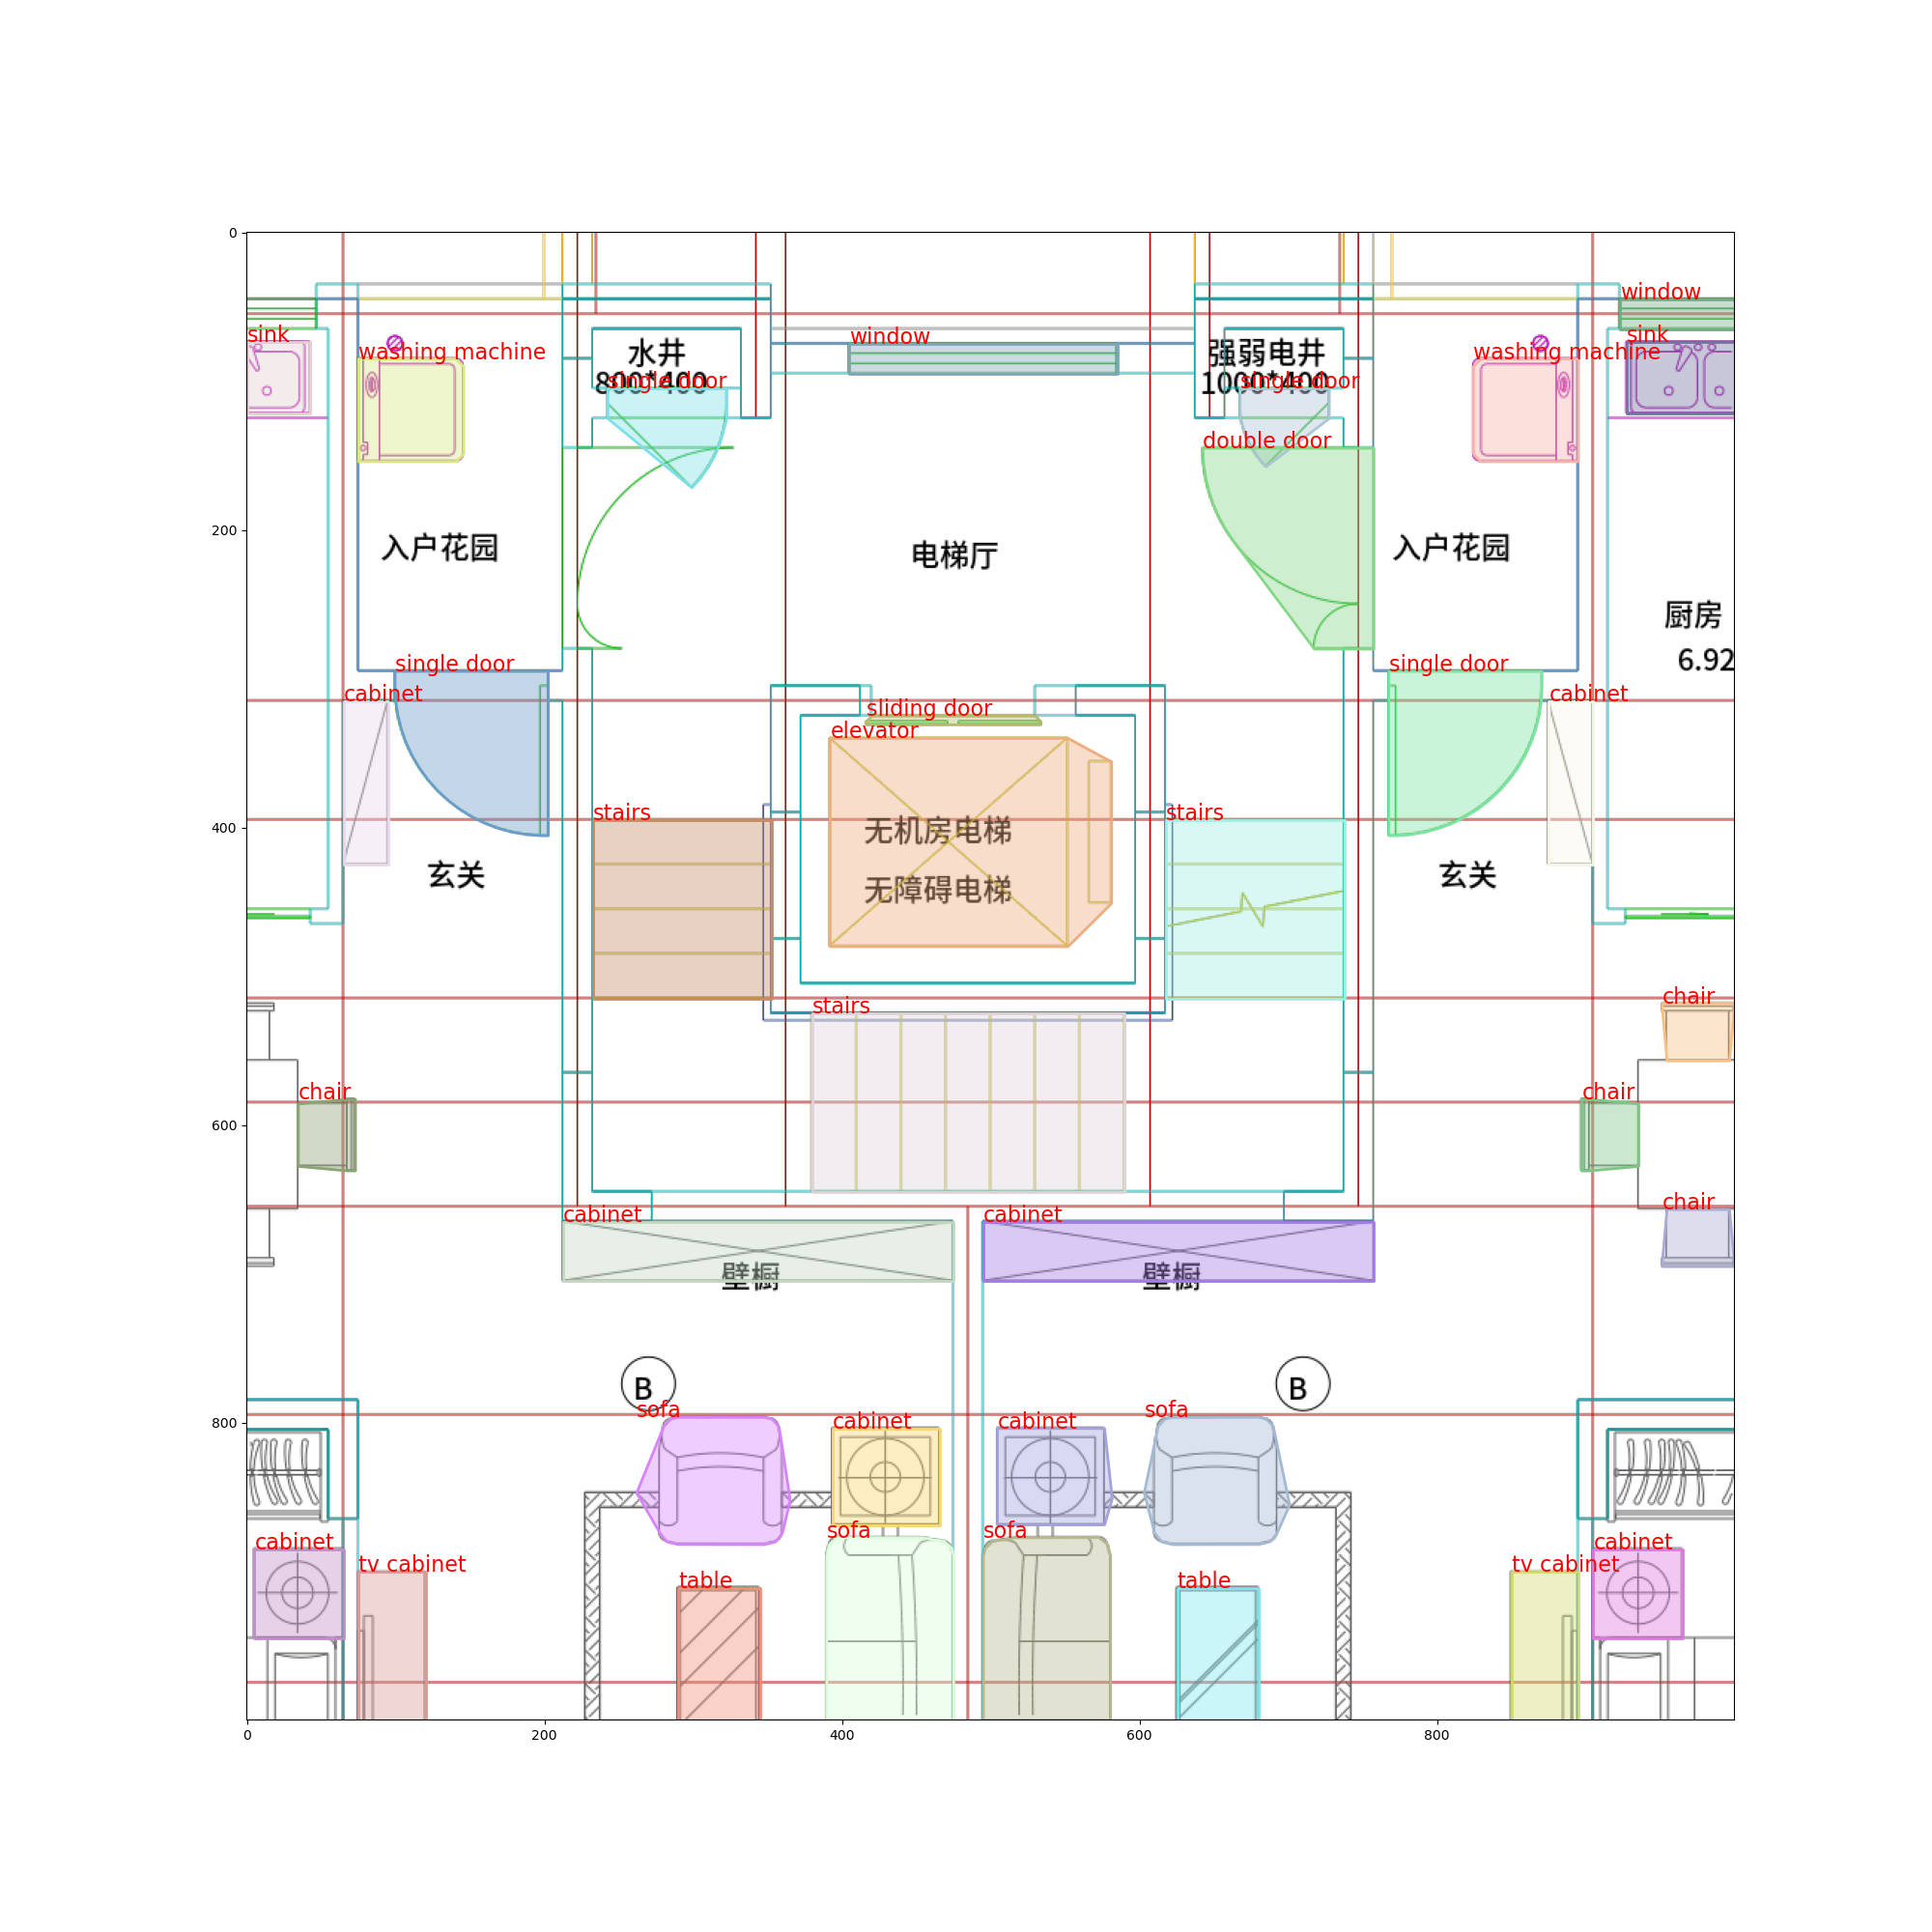 0
window
sink
window
sink
washing machine
水井
强弱电井
washing machine
800*400
single door
1000*400
single door
double door
200
入户花园
电梯厅
入户花园
厨房
6.92
single door
single door
cabinet
cabinet
sliding door
elevator
stairs
stairs
400
无机房电梯
玄关
玄关
无障碍电梯
chair
stairs
chair
chair
600
chair
cabinet
cabinet
壁橱
壁橱
B
B
sofa
sofa
800
cabinet
cabinet
sofa
sofa
cabinet
cabinet
tv cabinet
tv cabinet
table
table
0
200
400
600
800